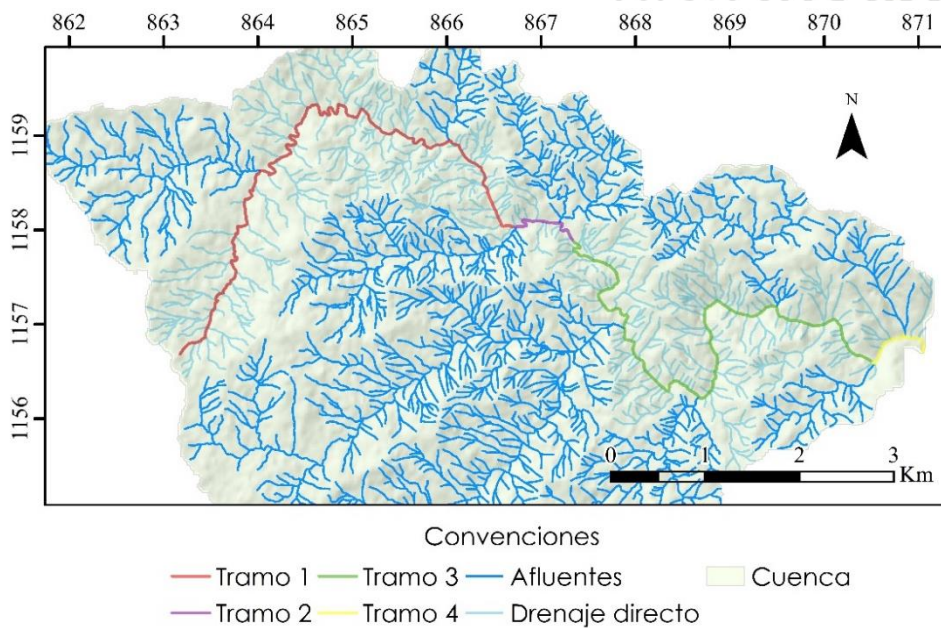 862 863 864 865 866 867 868 869 870 871
N
1159
1158
1157
1156
0 1 2 3
Km
Convenciones
Tramo 1 Tramo 3 Afluentes Cuenca
Tramo 2 Tramo 4 Drenaje directo